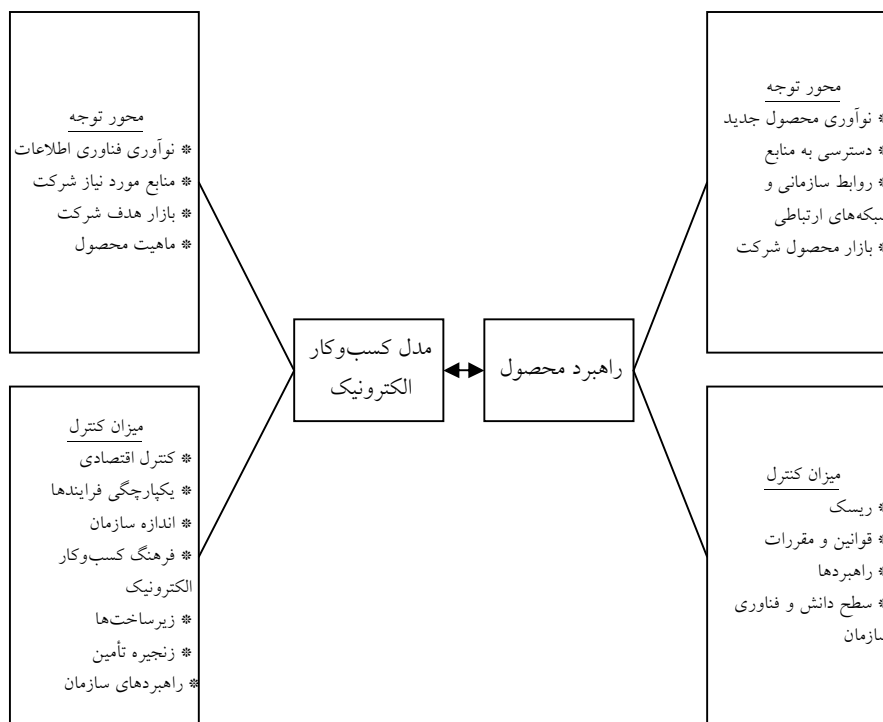 محور توجه
* نوآوری محصول جدید
* دسترسی به منابع
* روابط سازمانی و
شبکه‌های ارتباطی
* بازار محصول شرکت
محور توجه
* نوآوری فناوری اطلاعات
* منابع مورد نیاز شرکت
* بازار هدف شرکت
* ماهیت محصول
راهبرد محصول
مدل کسب‌وکار
الکترونیک
میزان کنترل
* ریسک
* قوانین و مقررات
* راهبردها
* سطح دانش و فناوری
سازمان
میزان کنترل
* کنترل اقتصادی
* یکپارچگی فرایندها
* اندازه سازمان
* فرهنگ کسب‌وکار
الکترونیک
* زیرساخت‌ها
* زنجیره تأمین
* راهبردهای سازمان